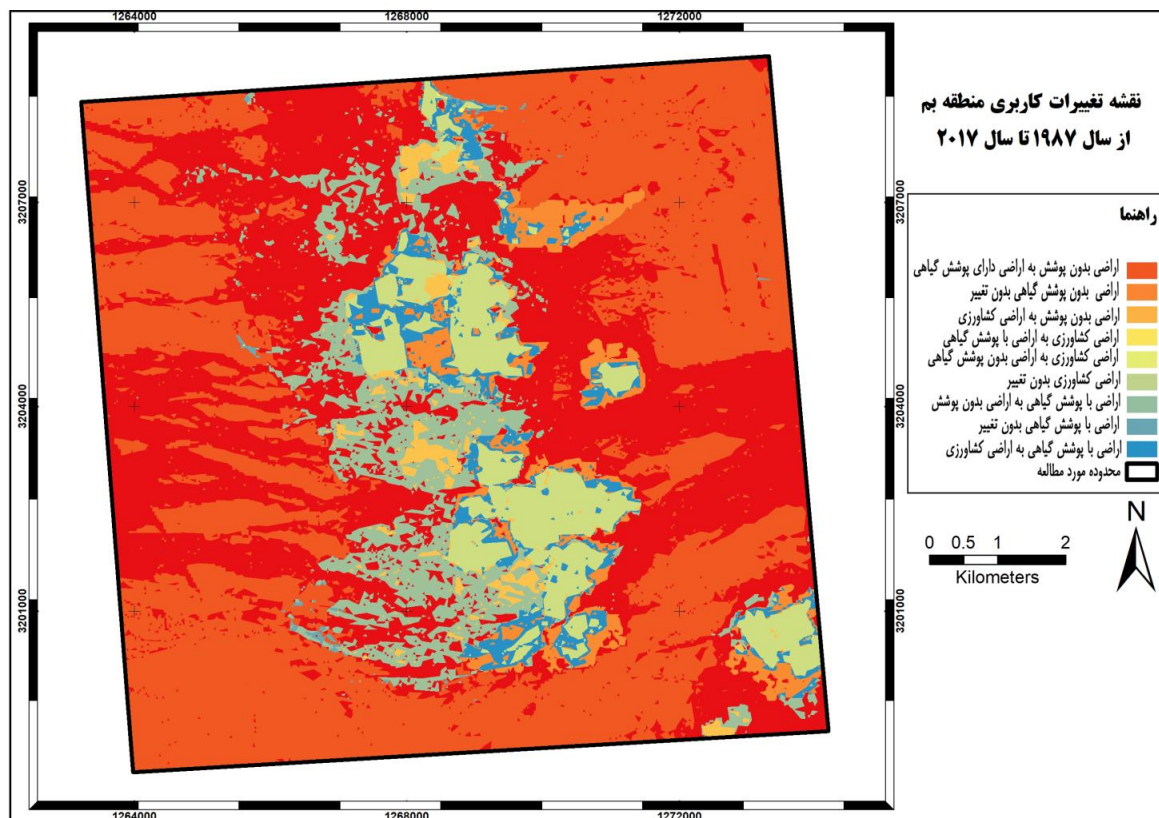 1264000 1268000 1272000
نقشه تغییرات کاربری منطقه بم
از سال ۱۹۸۷ تا سال ۲۰۱۷
3207000 3207000
راهنما
اراضی بدون پوشش به اراضی دارای پوشش گیاهی
اراضی بدون پوشش گیاهی بدون تغییر
اراضی بدون پوشش به اراضی کشاورزی
اراضی کشاورزی به اراضی با پوشش گیاهی
اراضی کشاورزی به اراضی بدون پوشش گیاهی
اراضی کشاورزی بدون تغییر
اراضی با پوشش گیاهی به اراضی بدون پوشش
اراضی با پوشش گیاهی بدون تغییر
اراضی با پوشش گیاهی به اراضی کشاورزی
محدوده مورد مطالعه
3204000 3204000
N
0 0.5 1 2
Kilometers
3201000 3201000
1264000 1268000 1272000